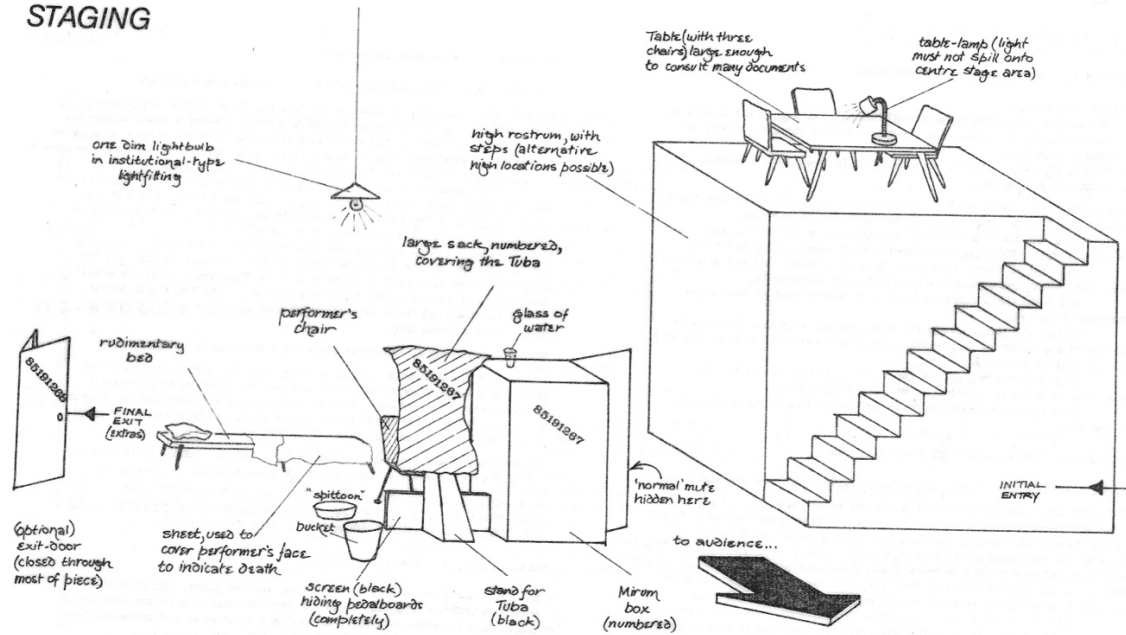 STAGING
one dim lightbulb
in institutional-type
lightfitting
Table (with three
chairs) large enough
to consult many documents
table-lamp (light
must not spill onto
centre stage area)
high rostrum, with
steps (alternative
high locations possible)
large sack, numbered,
covering the Tuba
performer's
chair
glass of
water
rudimentary
bed
85191266
FINAL
EXIT
(extras)
85191267
85191267
"spittoon"
bucket
'normal' mute
hidden here
INITIAL
ENTRY
(optional)
exit-door
(closed through
most of piece)
sheet, used to
cover performer's face
to indicate death
screen (black)
hiding pedalboards
(completely)
stand for
Tuba
(black)
Mirum
box
(numbered)
to audience...